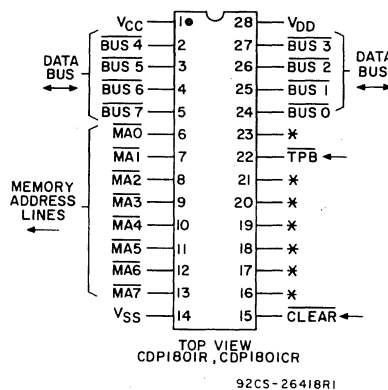 VCC 1 28 VDD
BUS 4 2 27 BUS 3
DATA BUS BUS 5 3 26 BUS 2 DATA BUS
BUS 6 4 25 BUS 1
BUS 7 5 24 BUS 0
MA0 6 23 *
MA1 7 22 TPB
MEMORY ADDRESS LINES
MA2 8 21 *
MA3 9 20 *
MA4 10 19 *
MA5 11 18 *
MA6 12 17 *
MA7 13 16 *
VSS 14 15 CLEAR
TOP VIEW
CDP1801R, CDP1801CR
92CS-26418R1